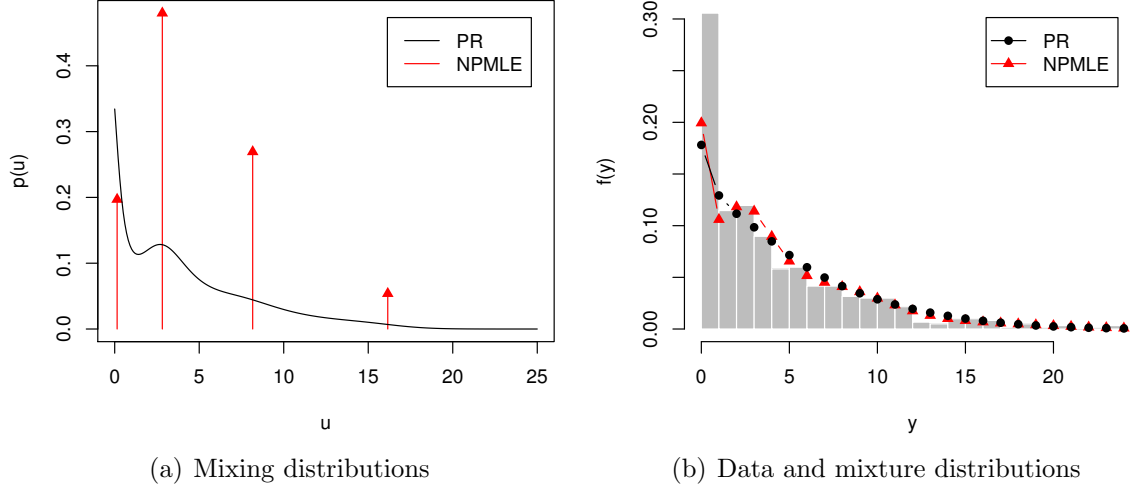 PR
NPMLE
p(u)
0.0 0.1 0.2 0.3 0.4
0 5 10 15 20 25
u
(a) Mixing distributions
PR
NPMLE
f(y)
0.00 0.10 0.20 0.30
0 5 10 15 20
y
(b) Data and mixture distributions